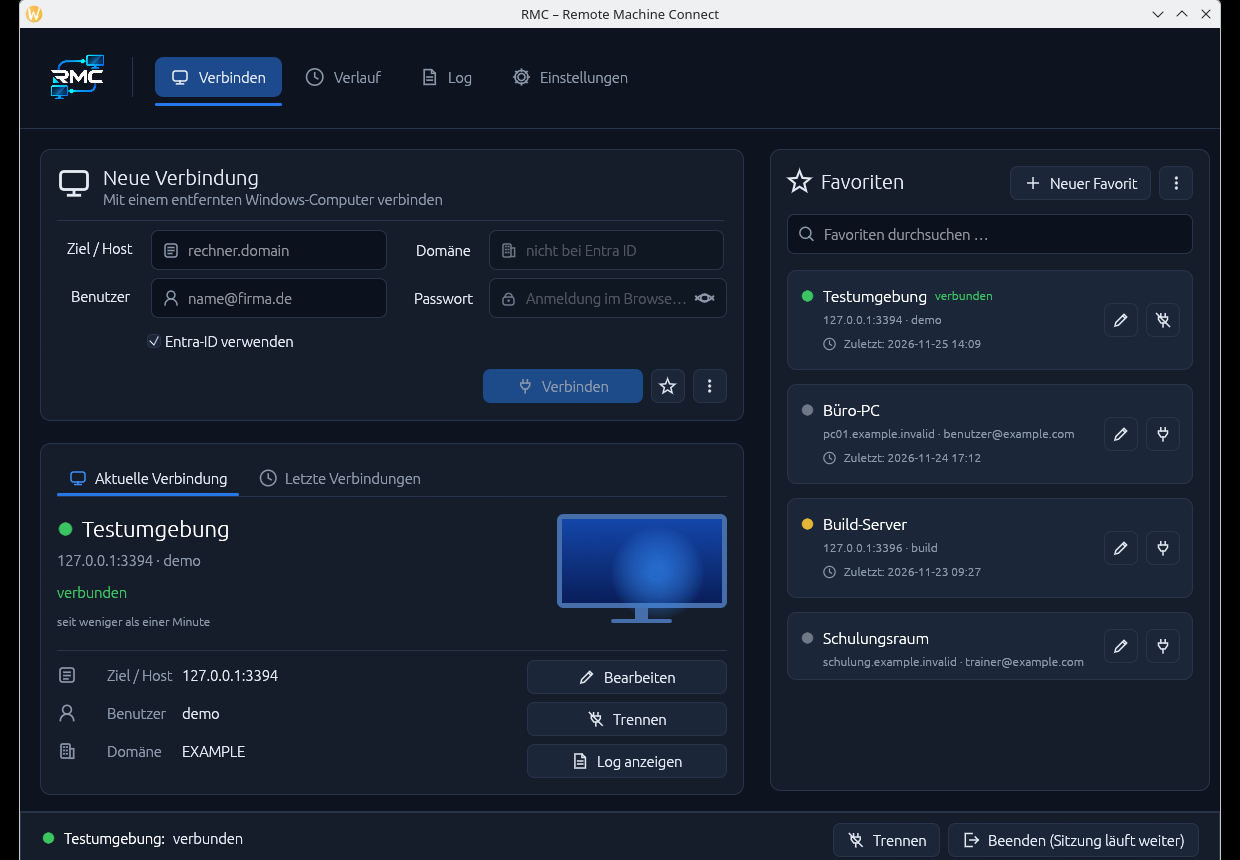 RMC – Remote Machine Connect
RMC
Verbinden
Verlauf
Log
Einstellungen
Neue Verbindung
Mit einem entfernten Windows-Computer verbinden
Ziel / Host
rechner.domain
Domäne
nicht bei Entra ID
Benutzer
name@firma.de
Passwort
Anmeldung im Browse…
Entra-ID verwenden
Verbinden
Aktuelle Verbindung
Letzte Verbindungen
Testumgebung
127.0.0.1:3394 · demo
verbunden
seit weniger als einer Minute
Ziel / Host 127.0.0.1:3394
Benutzer demo
Domäne EXAMPLE
Bearbeiten
Trennen
Log anzeigen
Favoriten
Neuer Favorit
Favoriten durchsuchen …
Testumgebung verbunden
127.0.0.1:3394 · demo
Zuletzt: 2026-11-25 14:09
Büro-PC
pc01.example.invalid · benutzer@example.com
Zuletzt: 2026-11-24 17:12
Build-Server
127.0.0.1:3396 · build
Zuletzt: 2026-11-23 09:27
Schulungsraum
schulung.example.invalid · trainer@example.com
Testumgebung: verbunden
Trennen
Beenden (Sitzung läuft weiter)